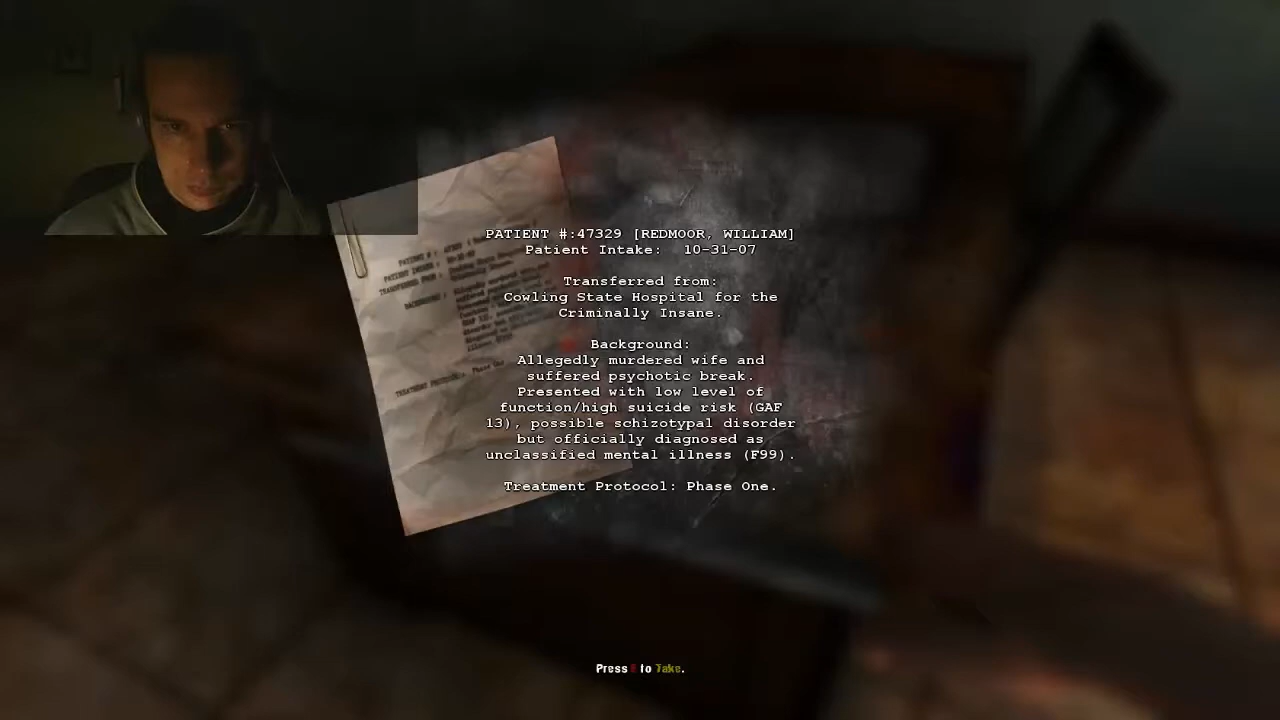 PATIENT #:47329 [REDMOOR, WILLIAM]
Patient Intake: 10-31-07
Transferred from:
Cowling State Hospital for the
Criminally Insane.
Background:
Allegedly murdered wife and
suffered psychotic break.
Presented with low level of
function/high suicide risk (GAF
13), possible schizotypal disorder
but officially diagnosed as
unclassified mental illness (F99).
Treatment Protocol: Phase One.
Press to Take.